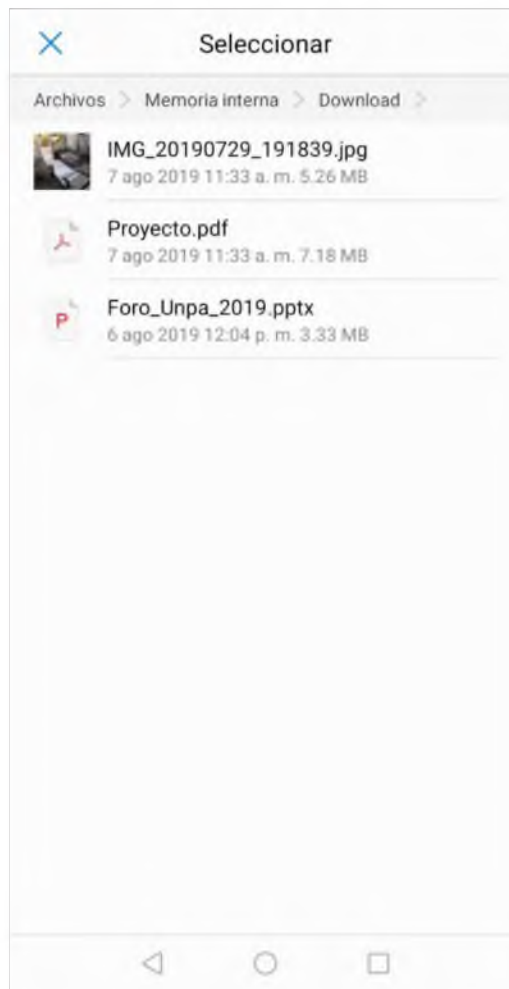 Seleccionar
Archivos > Memoria interna > Download >
IMG_20190729_191839.jpg
7 ago 2019 11:33 a. m. 5.26 MB
Proyecto.pdf
7 ago 2019 11:33 a. m. 7.18 MB
P
Foro_Unpa_2019.pptx
6 ago 2019 12:04 p. m. 3.33 MB